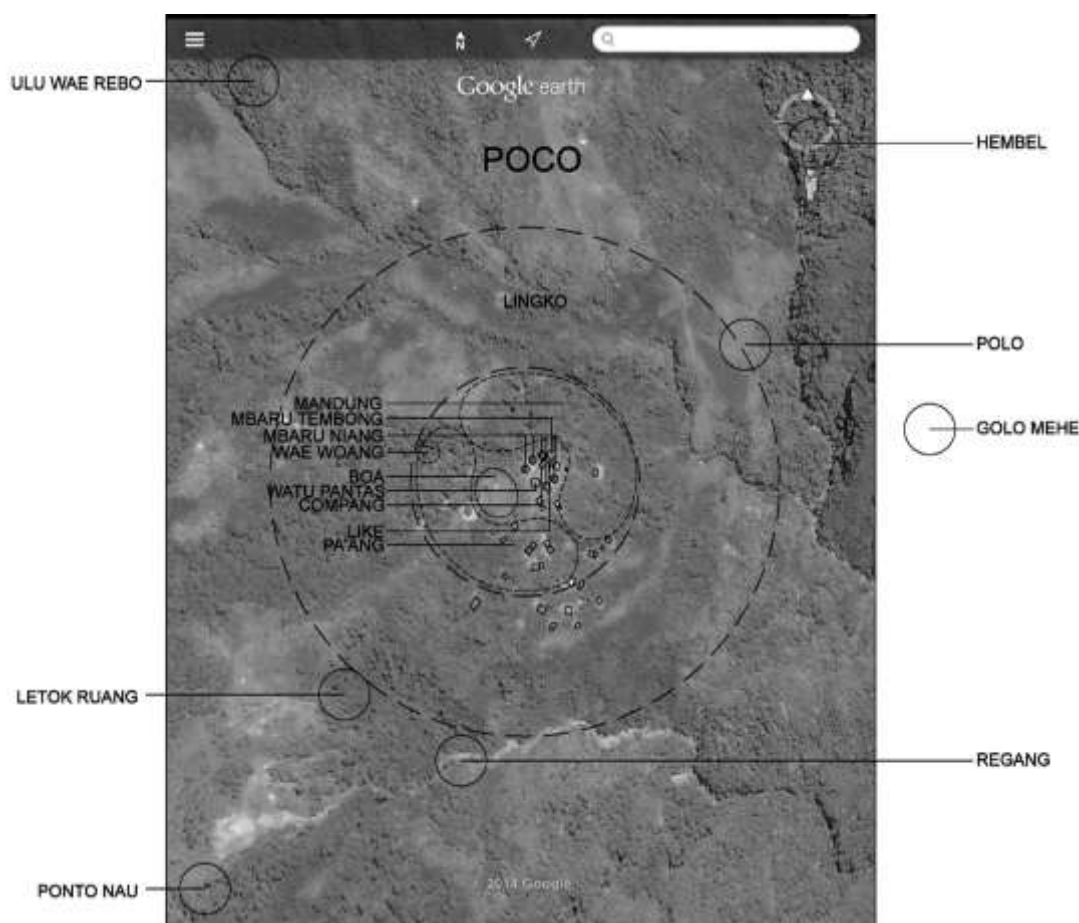 N
Google earth
ULU WAE REBO
HEMBEL
POCO
LINGKO
POLO
MANDUNG
MBARU TEMBONG
MBARU NIANG
WAE WOANG
GOLO MEHE
BOA
WATU PANTAS
COMPANG
LIKE
PA'ANG
LETOK RUANG
REGANG
PONTO NAU
2014 Google